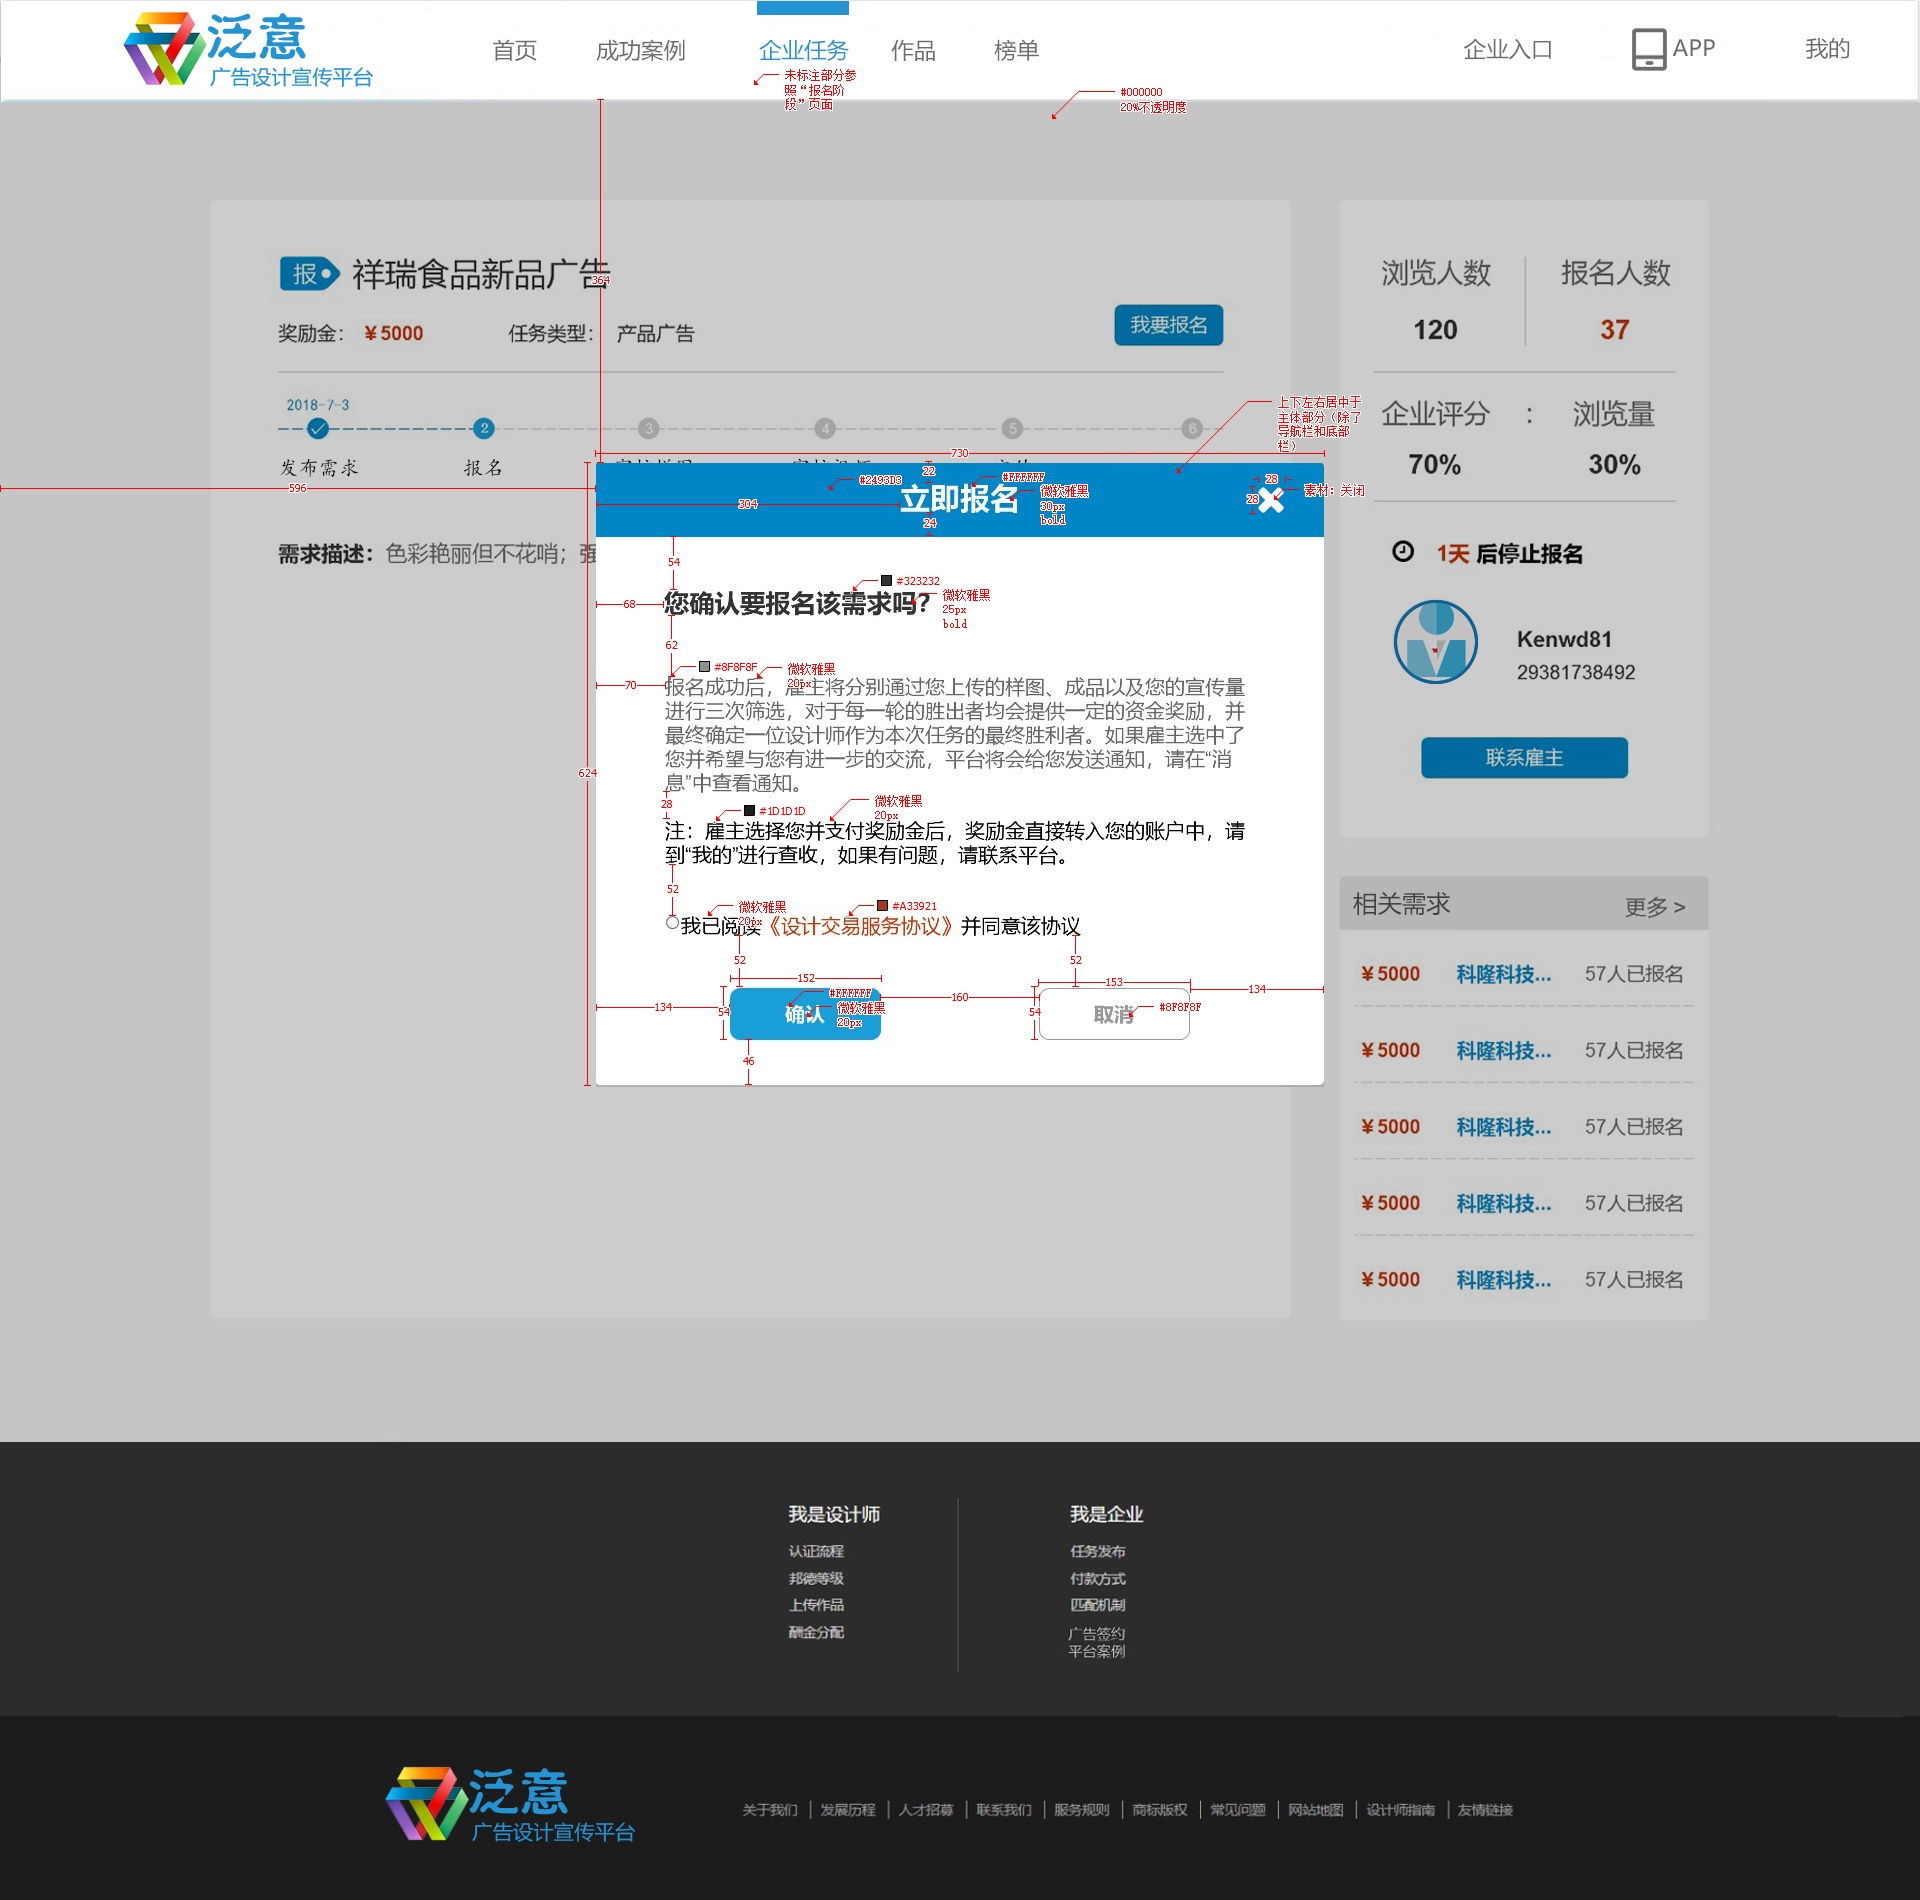 泛意
广告设计宣传平台
首页
成功案例
企业任务
作品
榜单
企业入口
APP
我的
未标注部分参
照“报名阶
段”页面
#000000
20%不透明度
报
祥瑞食品新品广告
364
奖励金：
¥5000
任务类型：
产品广告
我要报名
浏览人数
报名人数
120
37
2018-7-3
2
3
4
5
6
发布需求
报名
企业评分
:
浏览量
70%
30%
上下左右居中于
主体部分（除了
导航栏和底部
栏）
730
596
22
#2493D3
#FFFFFF
304
立即报名
微软雅黑
30px
bold
24
28
28
素材：关闭
需求描述：
色彩艳丽但不花哨；强
1天 后停止报名
54
#323232
68
您确认要报名该需求吗？
微软雅黑
25px
bold
62
Kenwd81
29381738492
#8F8F8F
微软雅黑
20px
70
报名成功后，雇主将分别通过您上传的样图、成品以及您的宣传量
进行三次筛选，对于每一轮的胜出者均会提供一定的资金奖励，并
最终确定一位设计师作为本次任务的最终胜利者。如果雇主选中了
您并希望与您有进一步的交流，平台将会给您发送通知，请在“消
息”中查看通知。
624
联系雇主
28
#1D1D1D
微软雅黑
20px
注：雇主选择您并支付奖励金后，奖励金直接转入您的账户中，请
到“我的”进行查收，如果有问题，请联系平台。
52
微软雅黑
20px
#A33921
我已阅读《设计交易服务协议》并同意该协议
52
52
152
153
134
54
确认
#FFFFFF
微软雅黑
20px
160
54
取消
#8F8F8F
134
46
相关需求
更多 >
¥5000
科隆科技...
57人已报名
¥5000
科隆科技...
57人已报名
¥5000
科隆科技...
57人已报名
¥5000
科隆科技...
57人已报名
¥5000
科隆科技...
57人已报名
我是设计师
认证流程
邦德等级
上传作品
酬金分配
我是企业
任务发布
付款方式
匹配机制
广告签约
平台案例
泛意
广告设计宣传平台
关于我们
发展历程
人才招募
联系我们
服务规则
商标版权
常见问题
网站地图
设计师指南
友情链接